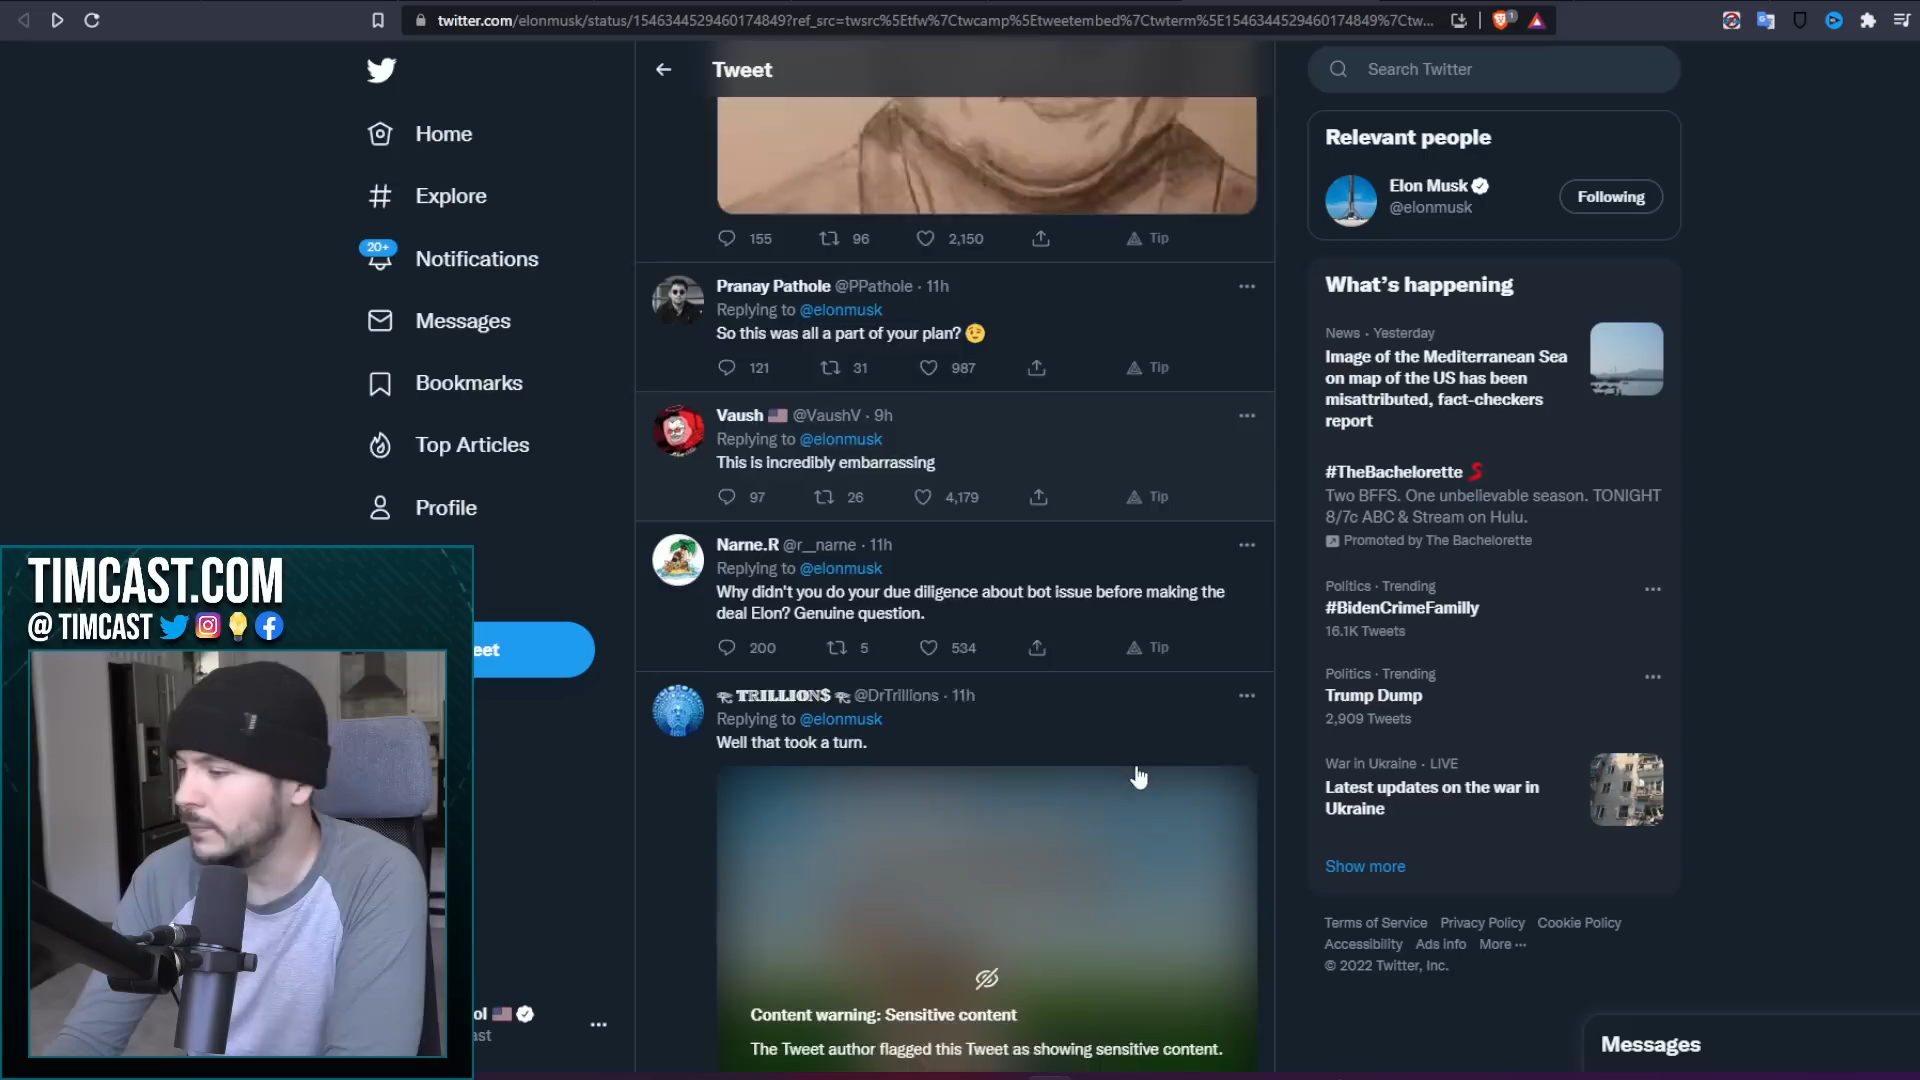 twitter.com/elonmusk/status/1546344529460174849?ref_src=twsrc%5Etfw%7Ctwcamp%5Etweetembed%7Ctwterm%5E1546344529460174849%7Ctw...
1
Home
Explore
20+
Notifications
Messages
Bookmarks
Top Articles
Profile
eet
TIMCAST.COM
@ TIMCAST
ol
ast
Tweet
155 96 2,150 Tip
Pranay Pathole @PPathole · 11h
Replying to @elonmusk
So this was all a part of your plan? 😉
121 31 987 Tip
Vaush 🇺🇸 @VaushV · 9h
Replying to @elonmusk
This is incredibly embarrassing
97 26 4,179 Tip
Narne.R @r__narne · 11h
Replying to @elonmusk
Why didn't you do your due diligence about bot issue before making the
deal Elon? Genuine question.
200 5 534 Tip
TRILLION$ @DrTrillions · 11h
Replying to @elonmusk
Well that took a turn.
Content warning: Sensitive content
The Tweet author flagged this Tweet as showing sensitive content.
Search Twitter
Relevant people
Elon Musk
@elonmusk
Following
What's happening
News · Yesterday
Image of the Mediterranean Sea
on map of the US has been
misattributed, fact-checkers
report
#TheBachelorette
Two BFFS. One unbelievable season. TONIGHT
8/7c ABC & Stream on Hulu.
Promoted by The Bachelorette
Politics · Trending
#BidenCrimeFamilly
16.1K Tweets
Politics · Trending
Trump Dump
2,909 Tweets
War in Ukraine · LIVE
Latest updates on the war in
Ukraine
Show more
Terms of Service Privacy Policy Cookie Policy
Accessibility Ads info More ···
© 2022 Twitter, Inc.
Messages